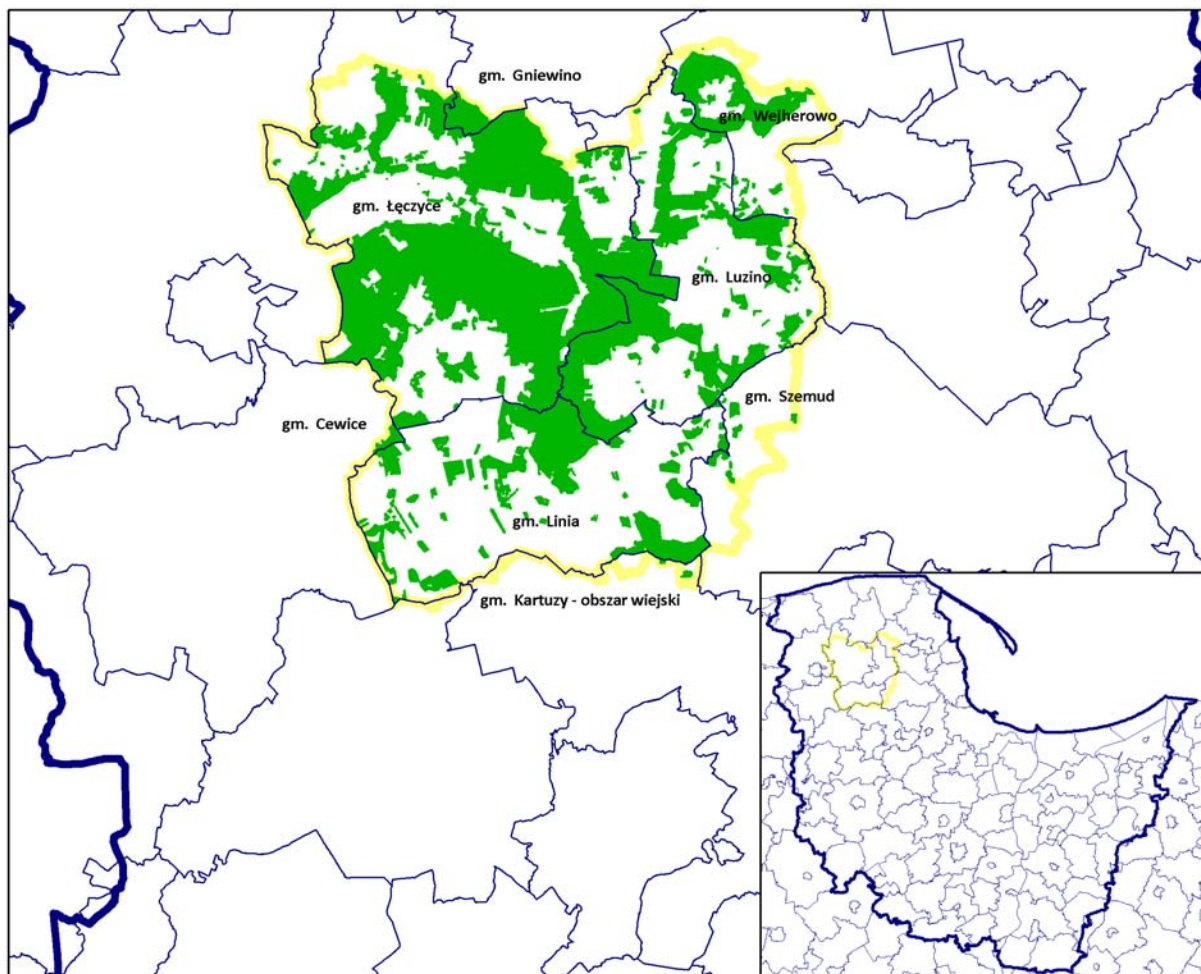 gm. Gniewino
gm. Wejherowo
gm. Łęczyce
gm. Luzino
gm. Szemud
gm. Cewice
gm. Linia
gm. Kartuzy - obszar wiejski